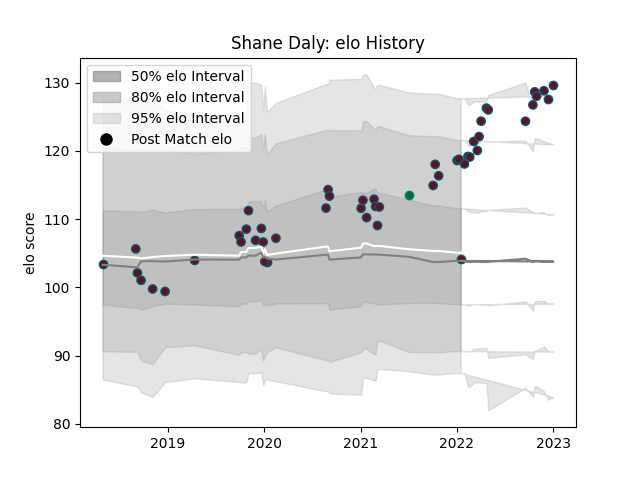 Shane Daly: elo History
50% elo Interval
80% elo Interval
95% elo Interval
Post Match elo
elo score
130
120
110
100
90
80
2019
2020
2021
2022
2023